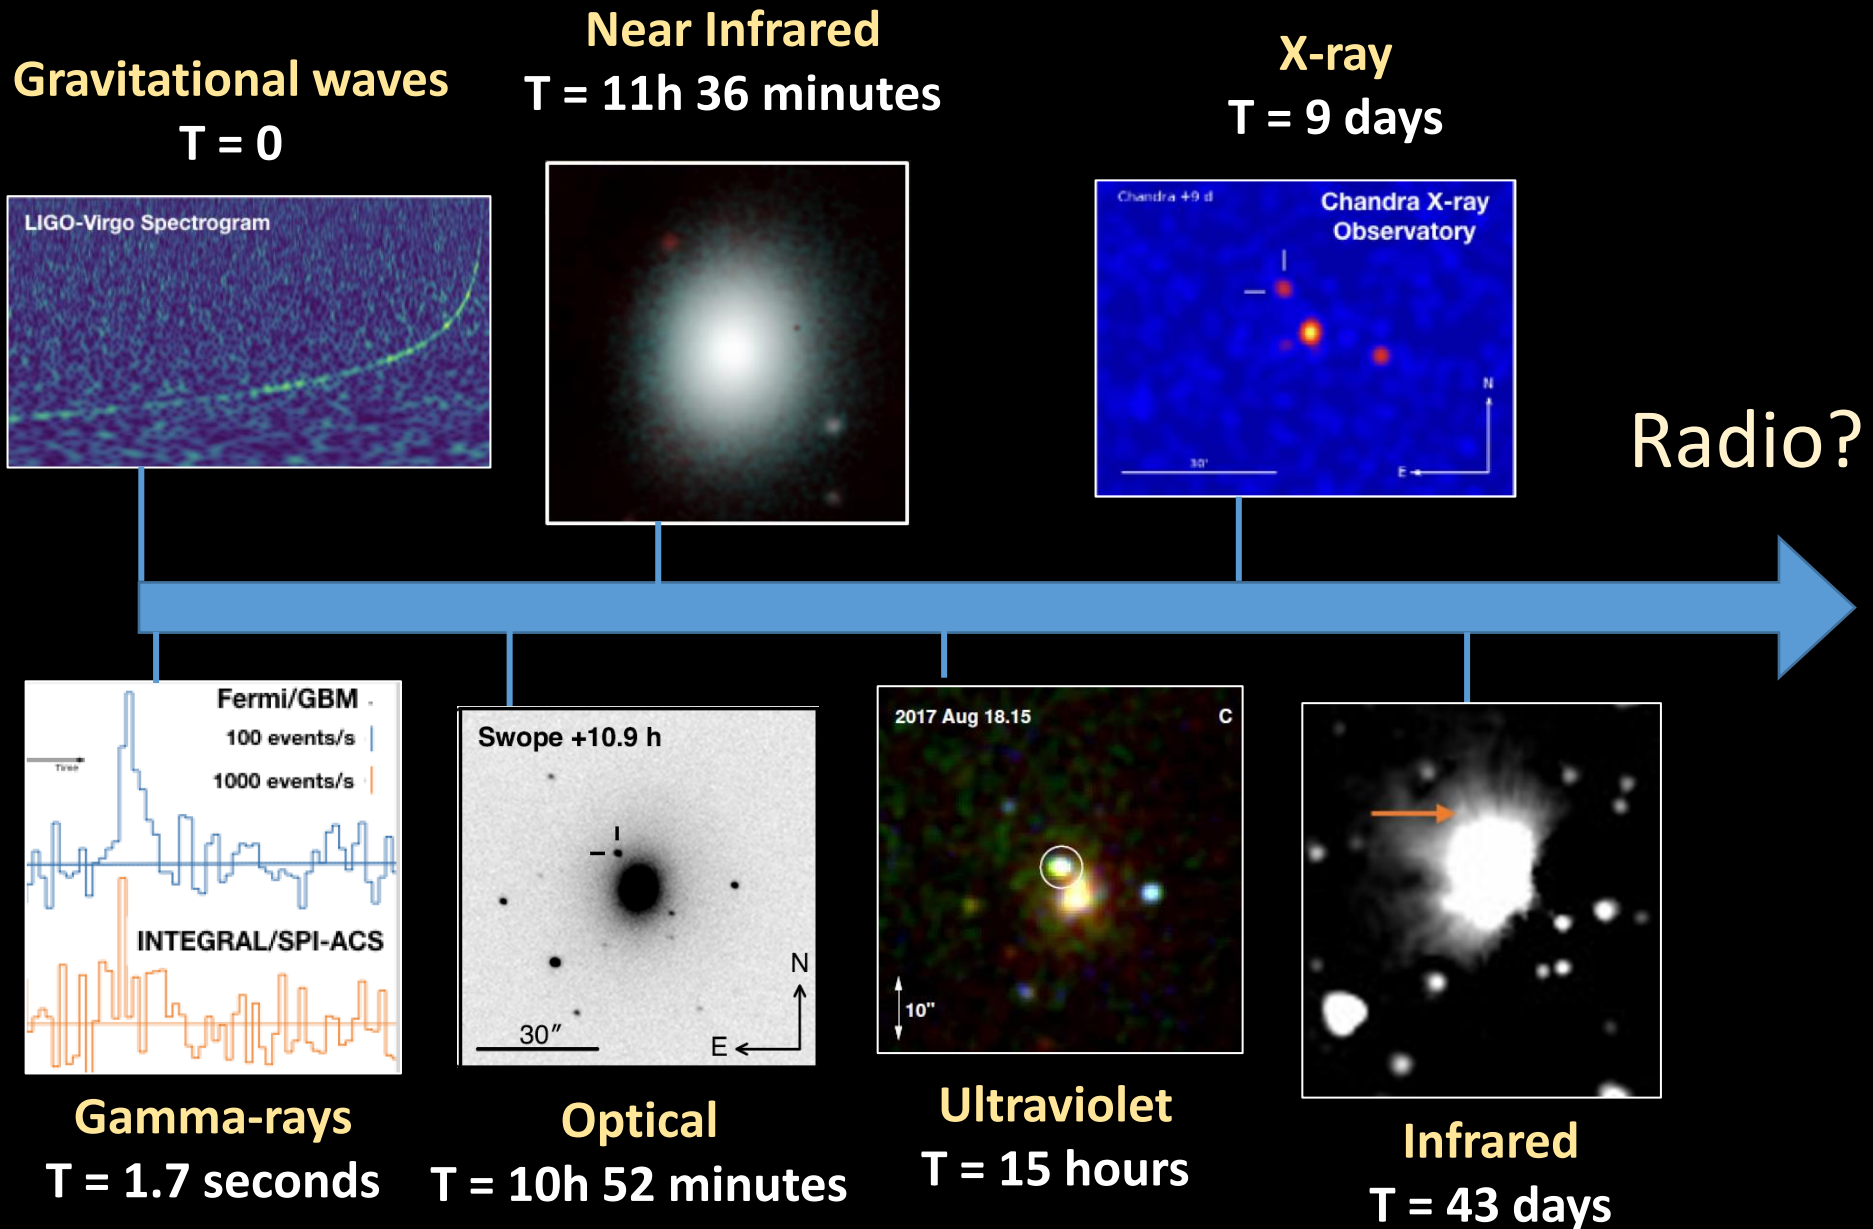 Gravitational waves
T = 0
LIGO-Virgo Spectrogram
Near Infrared
T = 11h 36 minutes
X-ray
T = 9 days
Chandra +9 d
Chandra X-ray
Observatory
N
E
30'
Radio?
Fermi/GBM
100 events/s
1000 events/s
Time
INTEGRAL/SPI-ACS
Gamma-rays
T = 1.7 seconds
Swope +10.9 h
N
E
30″
Optical
T = 10h 52 minutes
2017 Aug 18.15
C
10"
Ultraviolet
T = 15 hours
Infrared
T = 43 days